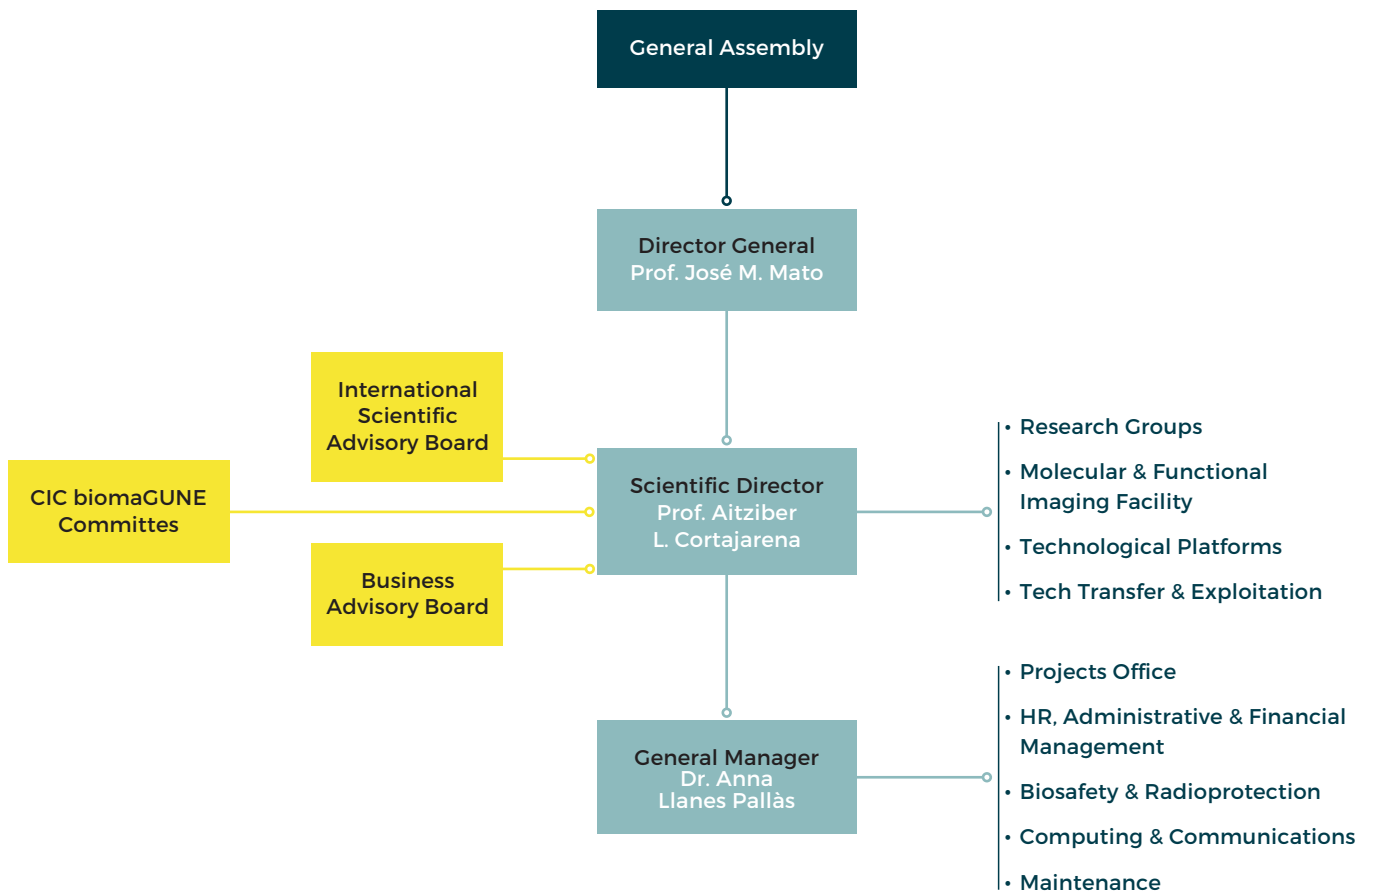 General Assembly
Director General
Prof. José M. Mato
International
Scientific
Advisory Board
CIC biomaGUNE
Committes
Business
Advisory Board
Scientific Director
Prof. Aitziber
L. Cortajarena
• Research Groups
• Molecular & Functional
Imaging Facility
• Technological Platforms
• Tech Transfer & Exploitation
General Manager
Dr. Anna
Llanes Pallàs
• Projects Office
• HR, Administrative & Financial
Management
• Biosafety & Radioprotection
• Computing & Communications
• Maintenance